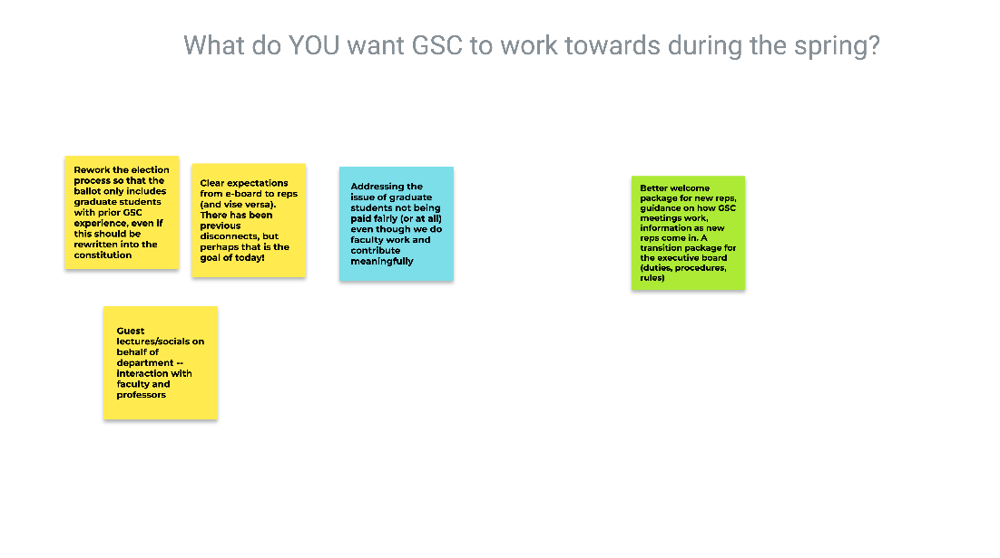 What do YOU want GSC to work towards during the spring?
Rework the election
process so that the
ballot only includes
graduate students
with prior GSC
experience, even if
this should be
rewritten into the
constitution
Clear expectations
from e-board to reps
(and vise versa).
There has been
previous
disconnects, but
perhaps that is the
goal of today!
Addressing the
issue of graduate
students not being
paid fairly (or at all)
even though we do
faculty work and
contribute
meaningfully
Better welcome
package for new reps,
guidance on how GSC
meetings work,
information as new
reps come in. A
transition package for
the executive board
(duties, procedures,
rules)
Guest
lectures/socials on
behalf of
department --
interaction with
faculty and
professors